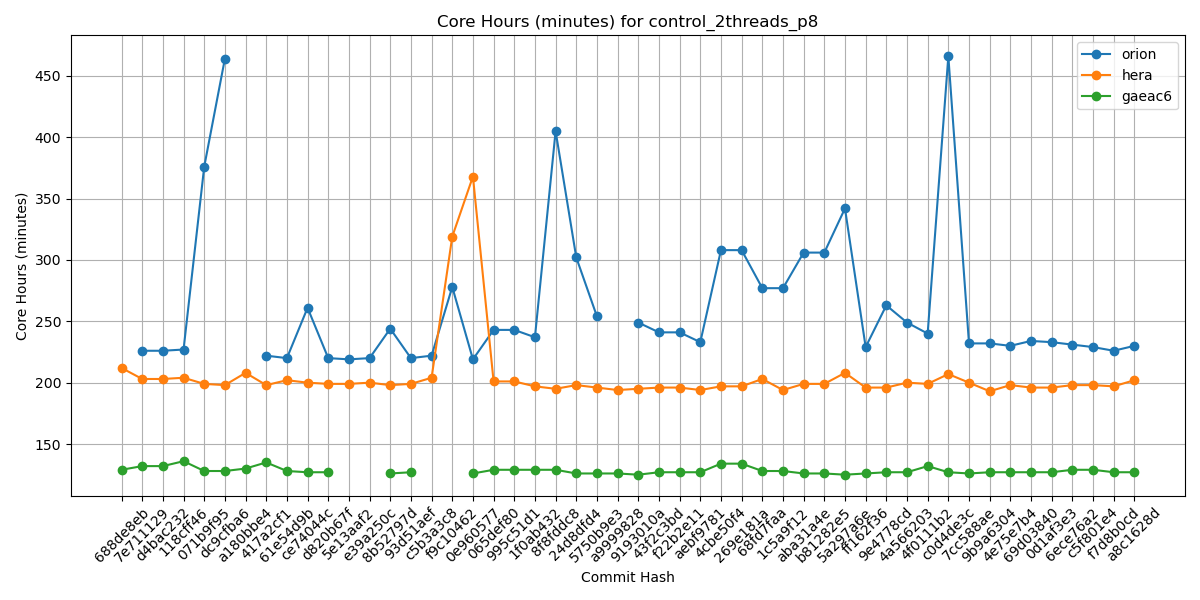 Core Hours (minutes) for control_2threads_p8
orion
hera
gaeac6
Core Hours (minutes)
450
400
350
300
250
200
150
688de8eb
7e711129
d4bac232
118cff46
071b9f95
dc9cfba6
a180bbe4
417a2cf1
61e54d9b
ce74044c
d820b67f
5e13aaf2
e39a250c
8b52797d
93d51aef
c5b3a3c8
f9c10462
0e960577
065def80
995c51d1
1f0ab432
8f8fddc8
24d8dfd4
5750b9e3
a9999828
9193010a
43f253bd
f22b2e11
aebf9781
4cbe50f4
269e181a
68fd7faa
1c5a9f12
aba31a4e
b81282e5
5a297a6e
ff162f36
9e4778cd
4a566203
4f011b2
c0d4de3c
7cc588ae
9b9a6304
4e75e7b4
69d03840
0d1af3e3
6ece76a2
c5f801e4
f7d8b0cd
a8c1628d
Commit Hash